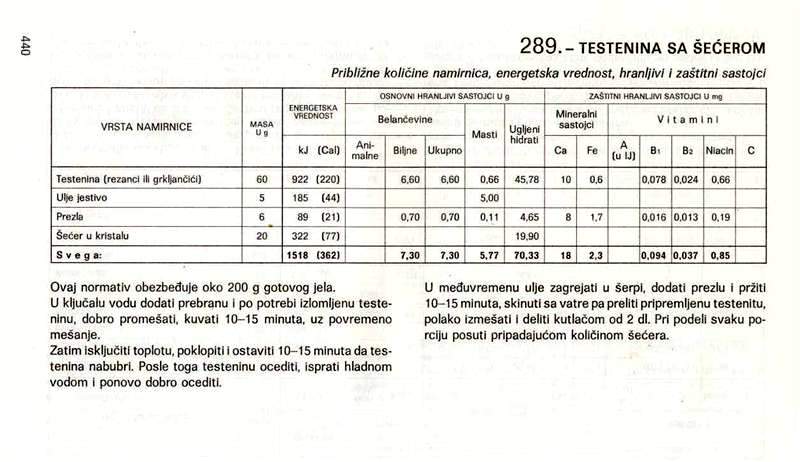 440
289. – TESTENINA SA ŠEĆEROM
Približne količine namirnica, energetska vrednost, hranljivi i zaštitni sastojci
VRSTA NAMIRNICE MASA U g ENERGETSKA VREDNOST OSNOVNI HRANLJIVI SASTOJCI U g ZAŠTITNI HRANLJIVI SASTOJCI U mg
Belančevine Masti Ugljeni hidrati Mineralni sastojci Vitamini
kJ (Cal) Ani-malne Biljne Ukupno Ca Fe A (u IJ) B1 B2 Niacin C
Testenina (rezanci ili grkljančići) 60 922 (220) 6,60 6,60 0,66 45,78 10 0,6 0,078 0,024 0,66
Ulje jestivo 5 185 (44) 5,00
Prezla 6 89 (21) 0,70 0,70 0,11 4,65 8 1,7 0,016 0,013 0,19
Šećer u kristalu 20 322 (77) 19,90
Svega: 1518 (362) 7,30 7,30 5,77 70,33 18 2,3 0,094 0,037 0,85
Ovaj normativ obezbeđuje oko 200 g gotovog jela.
U ključalu vodu dodati prebranu i po potrebi izlomljenu teste-
ninu, dobro promešati, kuvati 10–15 minuta, uz povremeno
mešanje.
Zatim isključiti toplotu, poklopiti i ostaviti 10–15 minuta da tes-
tenina nabubri. Posle toga testeninu ocediti, isprati hladnom
vodom i ponovo dobro ocediti.
U međuvremenu ulje zagrejati u šerpi, dodati prezlu i pržiti
10–15 minuta, skinuti sa vatre pa preliti pripremljenu testenitu,
polako izmešati i deliti kutlačom od 2 dl. Pri podeli svaku po-
rciju posuti pripadajućom količinom šećera.